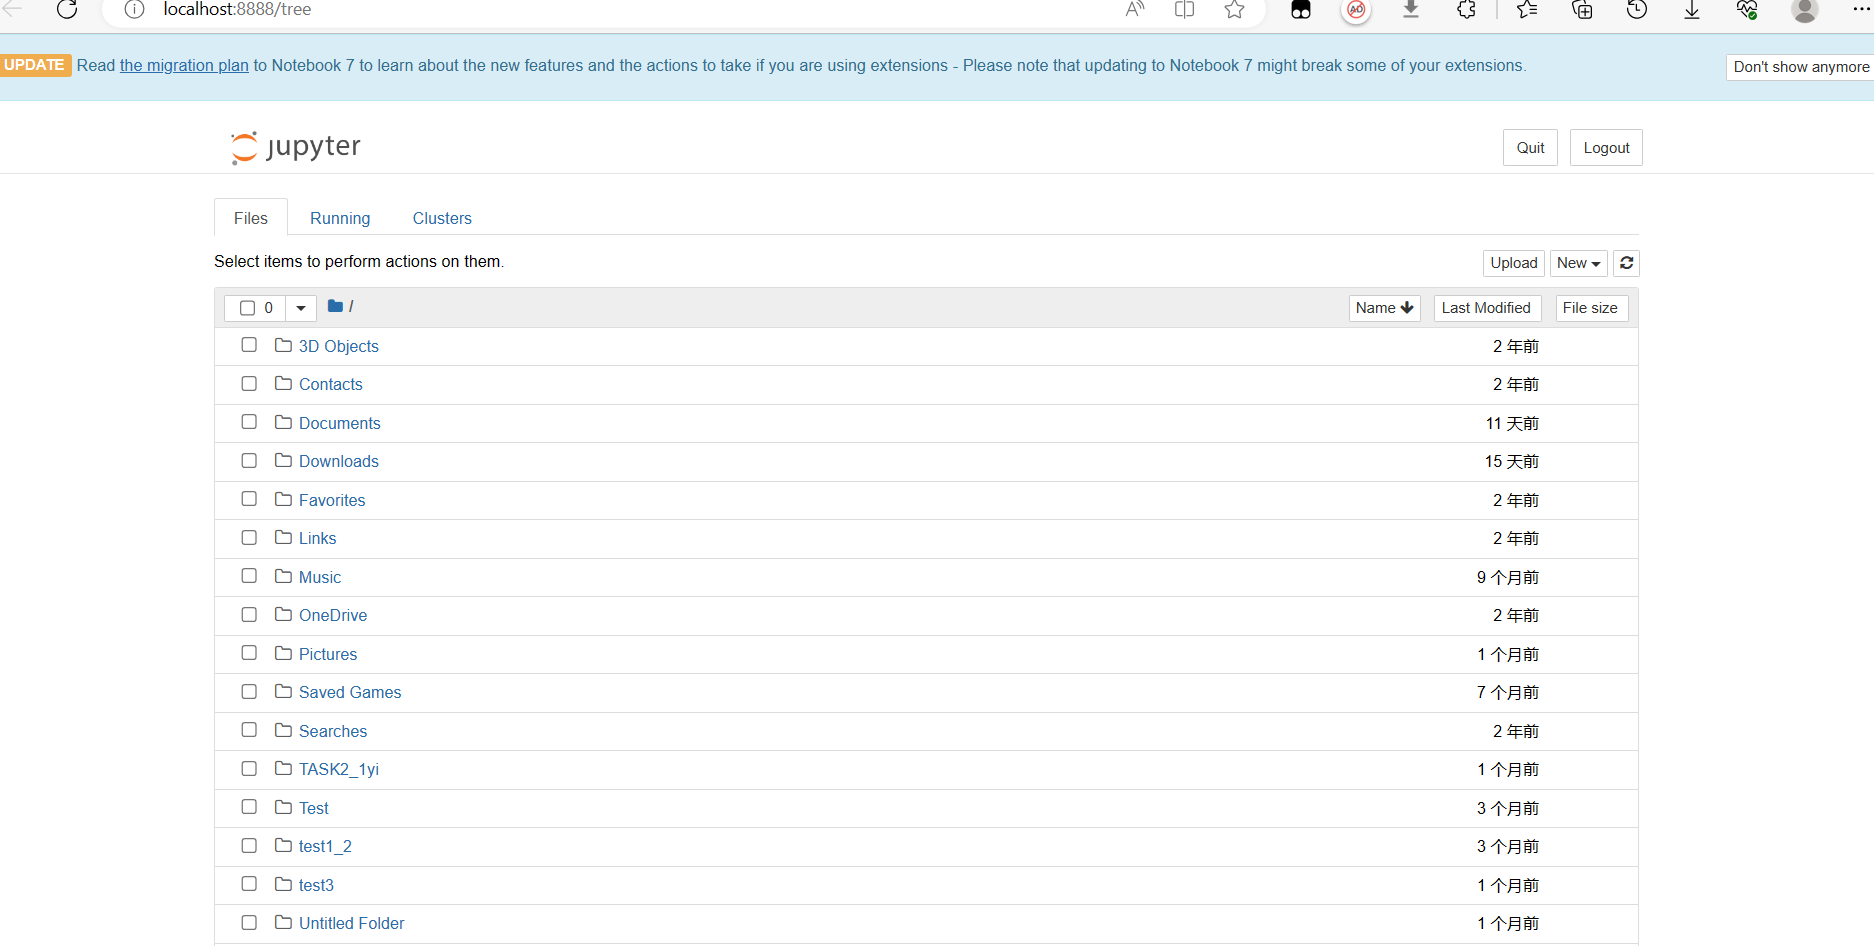 localhost:8888/tree
UPDATE Read the migration plan to Notebook 7 to learn about the new features and the actions to take if you are using extensions - Please note that updating to Notebook 7 might break some of your extensions. Don't show anymore
jupyter Quit Logout
Files Running Clusters
Select items to perform actions on them. Upload New
0 / Name Last Modified File size
3D Objects 2 年前
Contacts 2 年前
Documents 11 天前
Downloads 15 天前
Favorites 2 年前
Links 2 年前
Music 9 个月前
OneDrive 2 年前
Pictures 1 个月前
Saved Games 7 个月前
Searches 2 年前
TASK2_1yi 1 个月前
Test 3 个月前
test1_2 3 个月前
test3 1 个月前
Untitled Folder 1 个月前